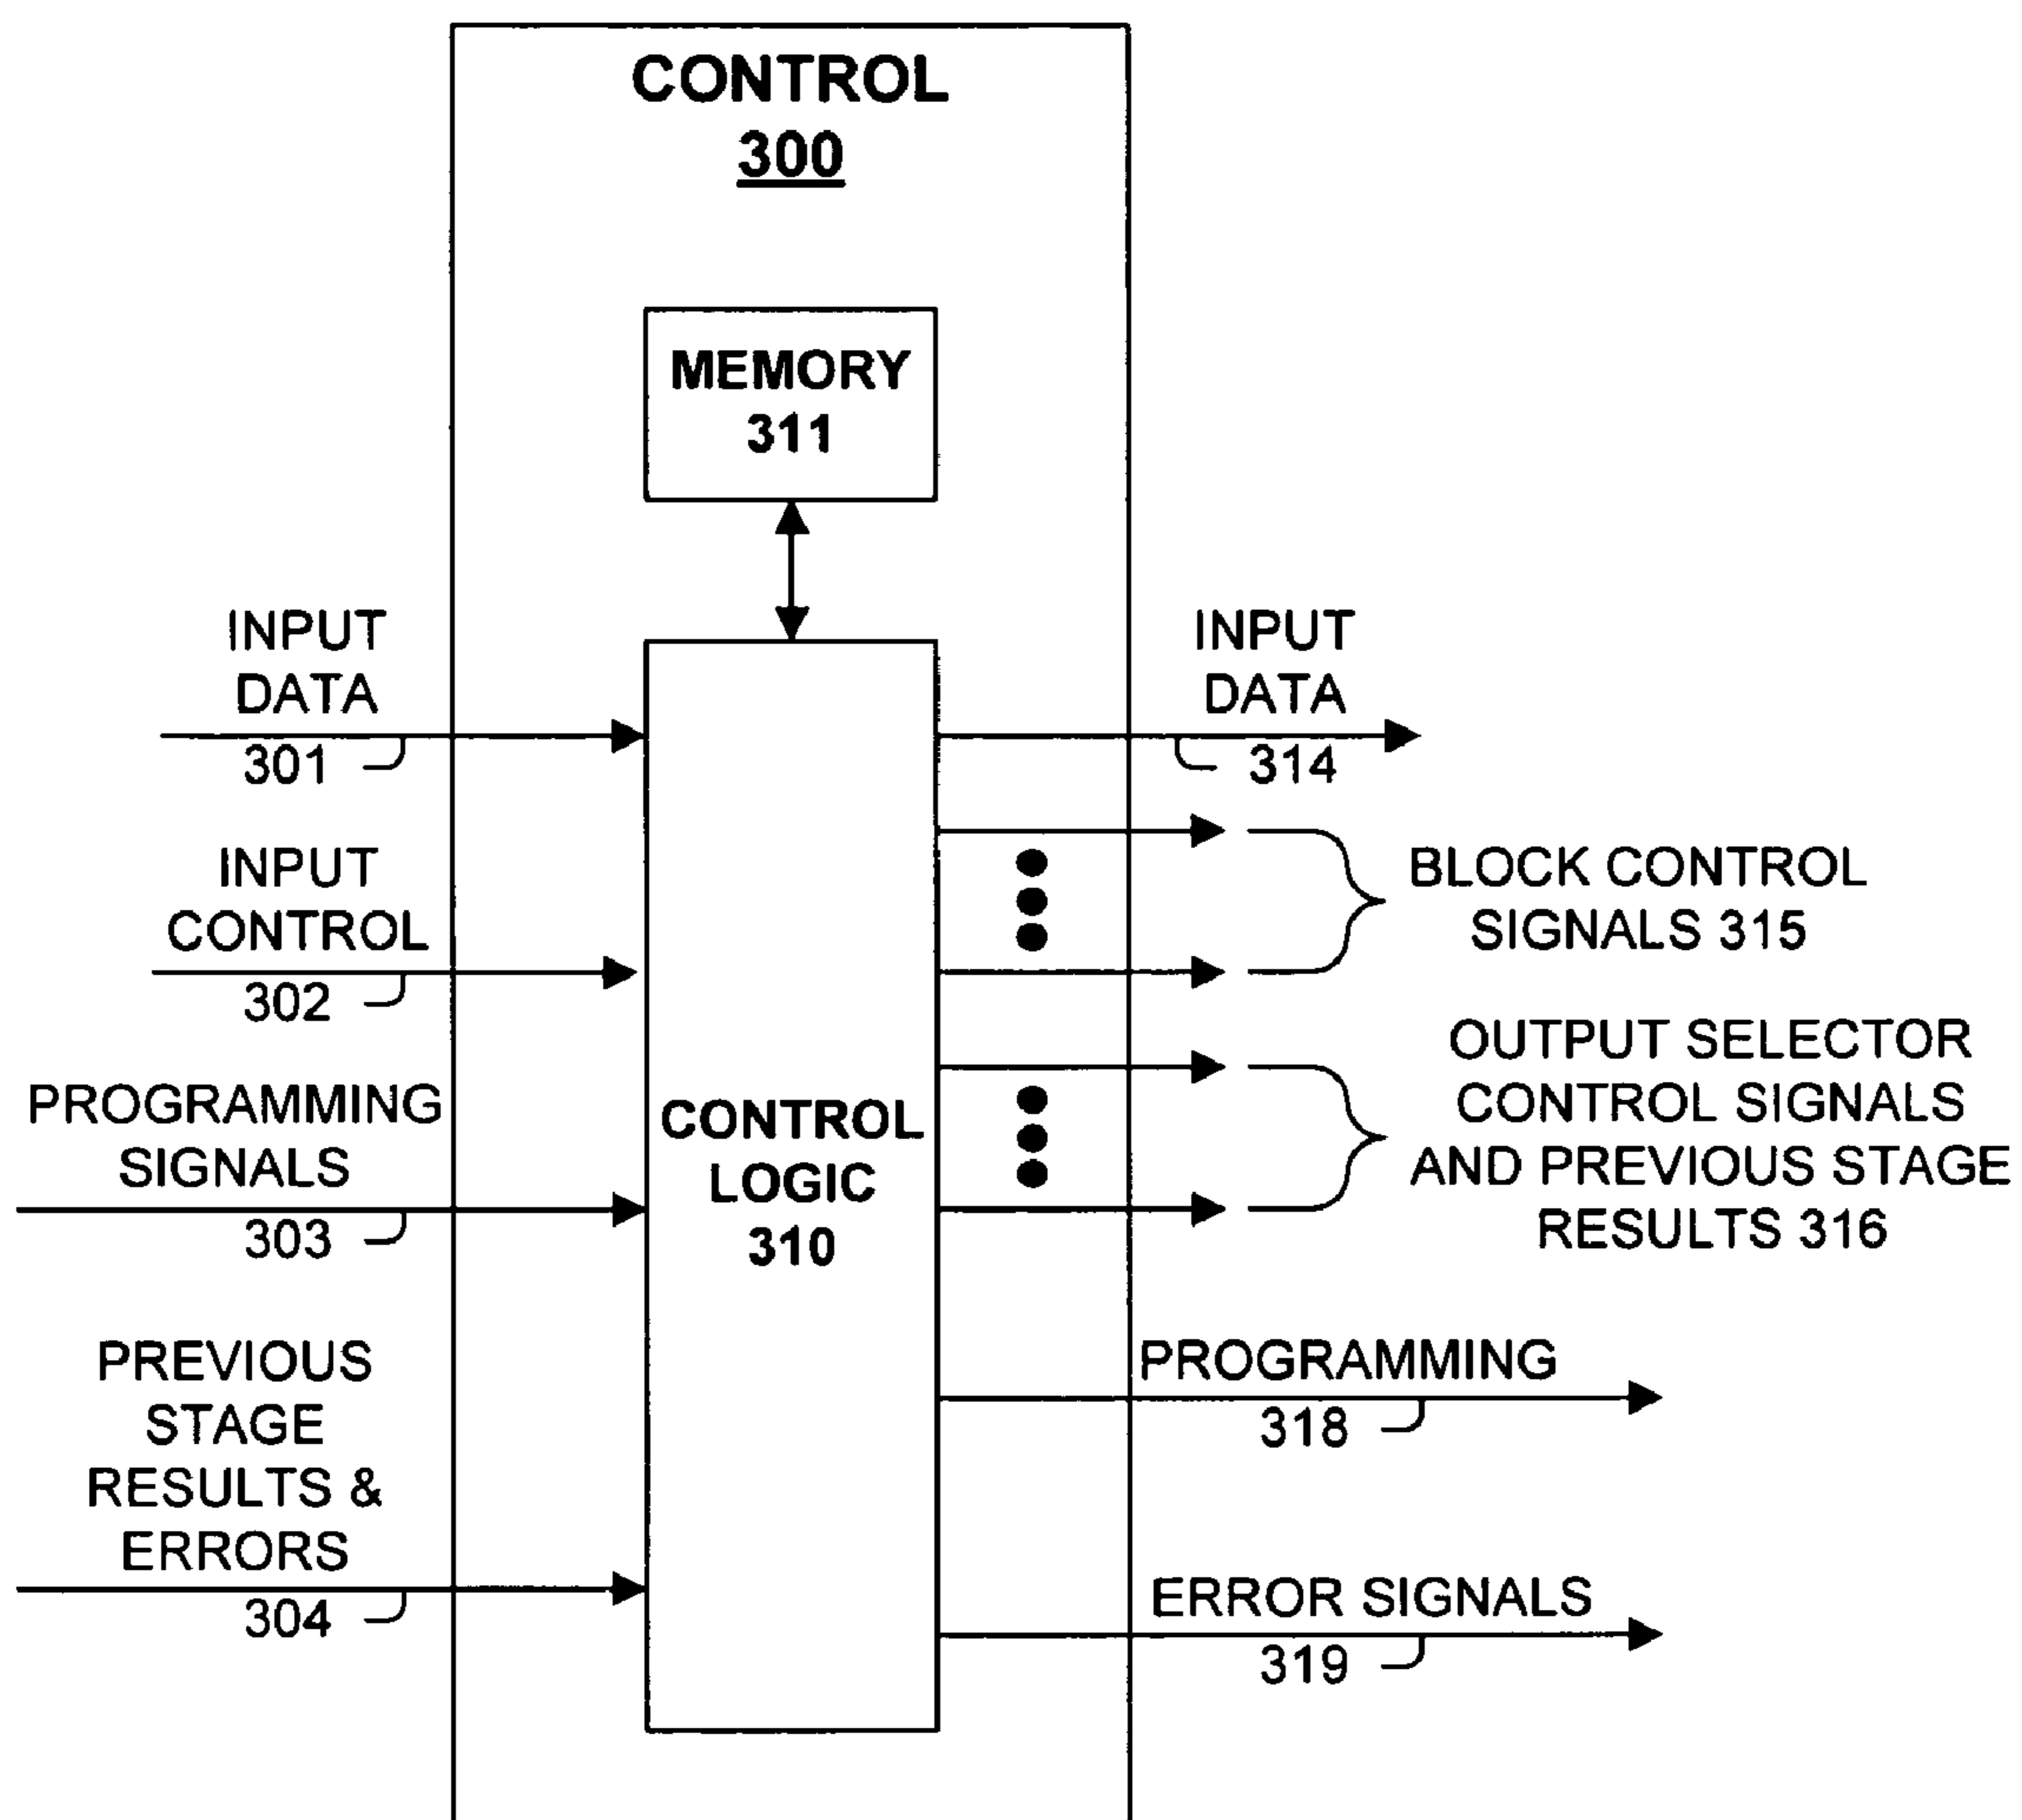 CONTROL
300
MEMORY
311
INPUT
DATA
301
INPUT
CONTROL
302
PROGRAMMING
SIGNALS
303
PREVIOUS
STAGE
RESULTS &
ERRORS
304
CONTROL
LOGIC
310
INPUT
DATA
314
BLOCK CONTROL
SIGNALS 315
OUTPUT SELECTOR
CONTROL SIGNALS
AND PREVIOUS STAGE
RESULTS 316
PROGRAMMING
318
ERROR SIGNALS
319